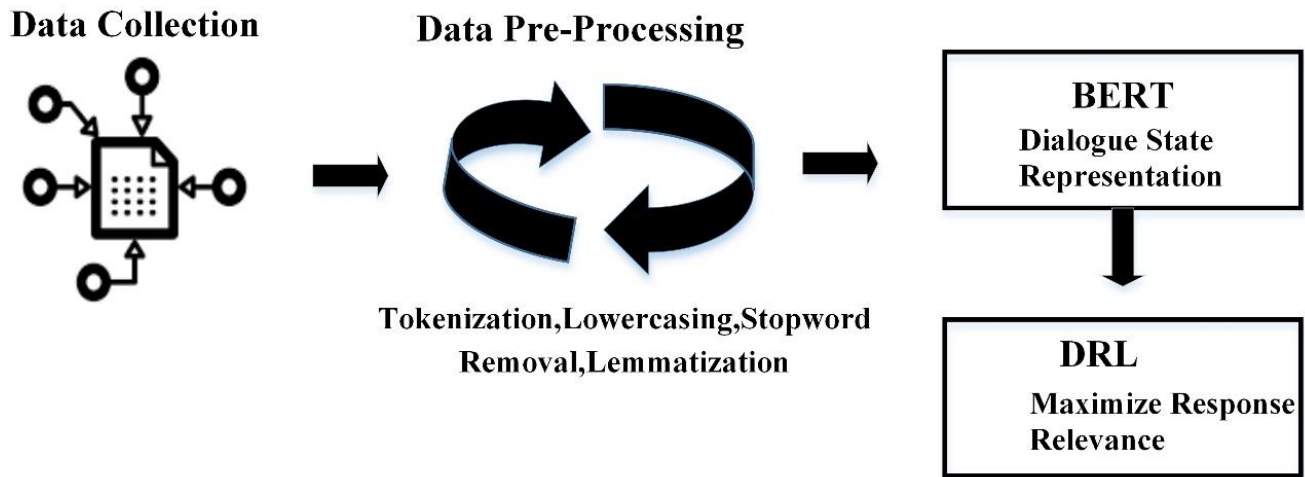 Data Collection
Data Pre-Processing
Tokenization,Lowercasing,Stopword
Removal,Lemmatization
BERT
Dialogue State
Representation
DRL
Maximize Response
Relevance